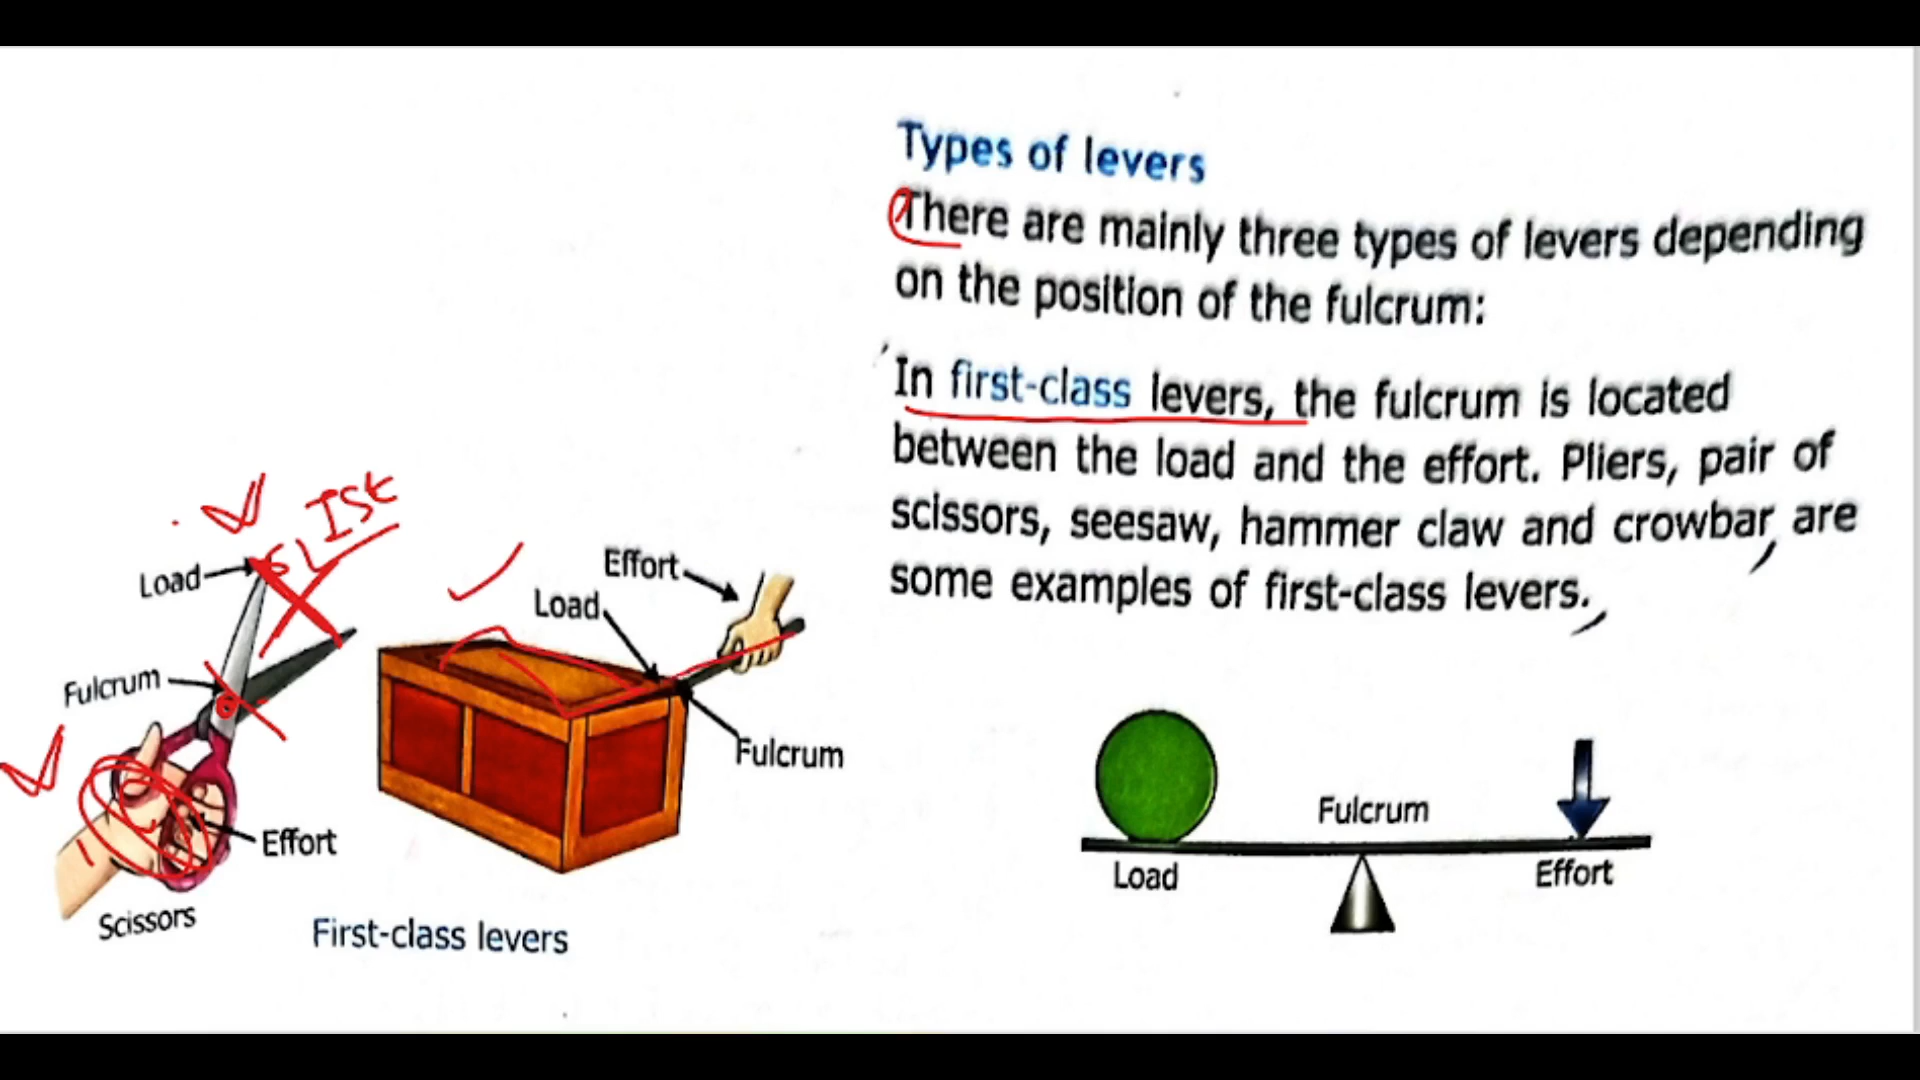 Types of levers
There are mainly three types of levers depending
on the position of the fulcrum:
In first-class levers, the fulcrum is located
between the load and the effort. Pliers, pair of
scissors, seesaw, hammer claw and crowbar, are
some examples of first-class levers.
Ist
Load
Fulcrum
Effort
Scissors
Effort
Load
Fulcrum
First-class levers
Fulcrum
Load
Effort